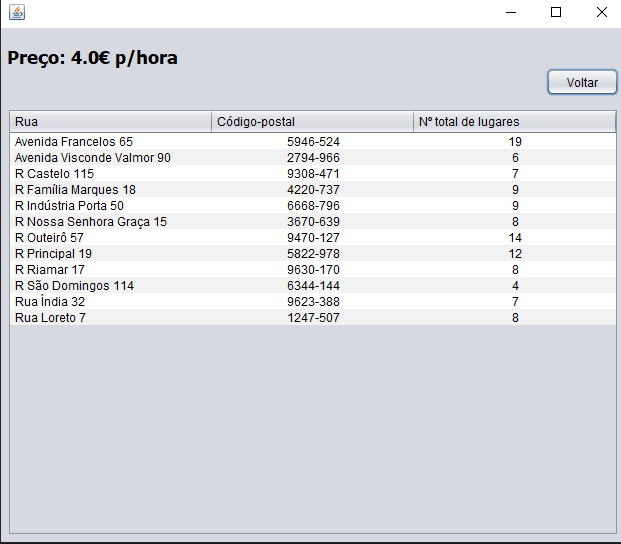 Preço: 4.0€ p/hora
Voltar
Rua Código-postal Nº total de lugares
Avenida Francelos 65 5946-524 19
Avenida Visconde Valmor 90 2794-966 6
R Castelo 115 9308-471 7
R Família Marques 18 4220-737 9
R Indústria Porta 50 6668-796 9
R Nossa Senhora Graça 15 3670-639 8
R Outeirô 57 9470-127 14
R Principal 19 5822-978 12
R Riamar 17 9630-170 8
R São Domingos 114 6344-144 4
Rua Índia 32 9623-388 7
Rua Loreto 7 1247-507 8